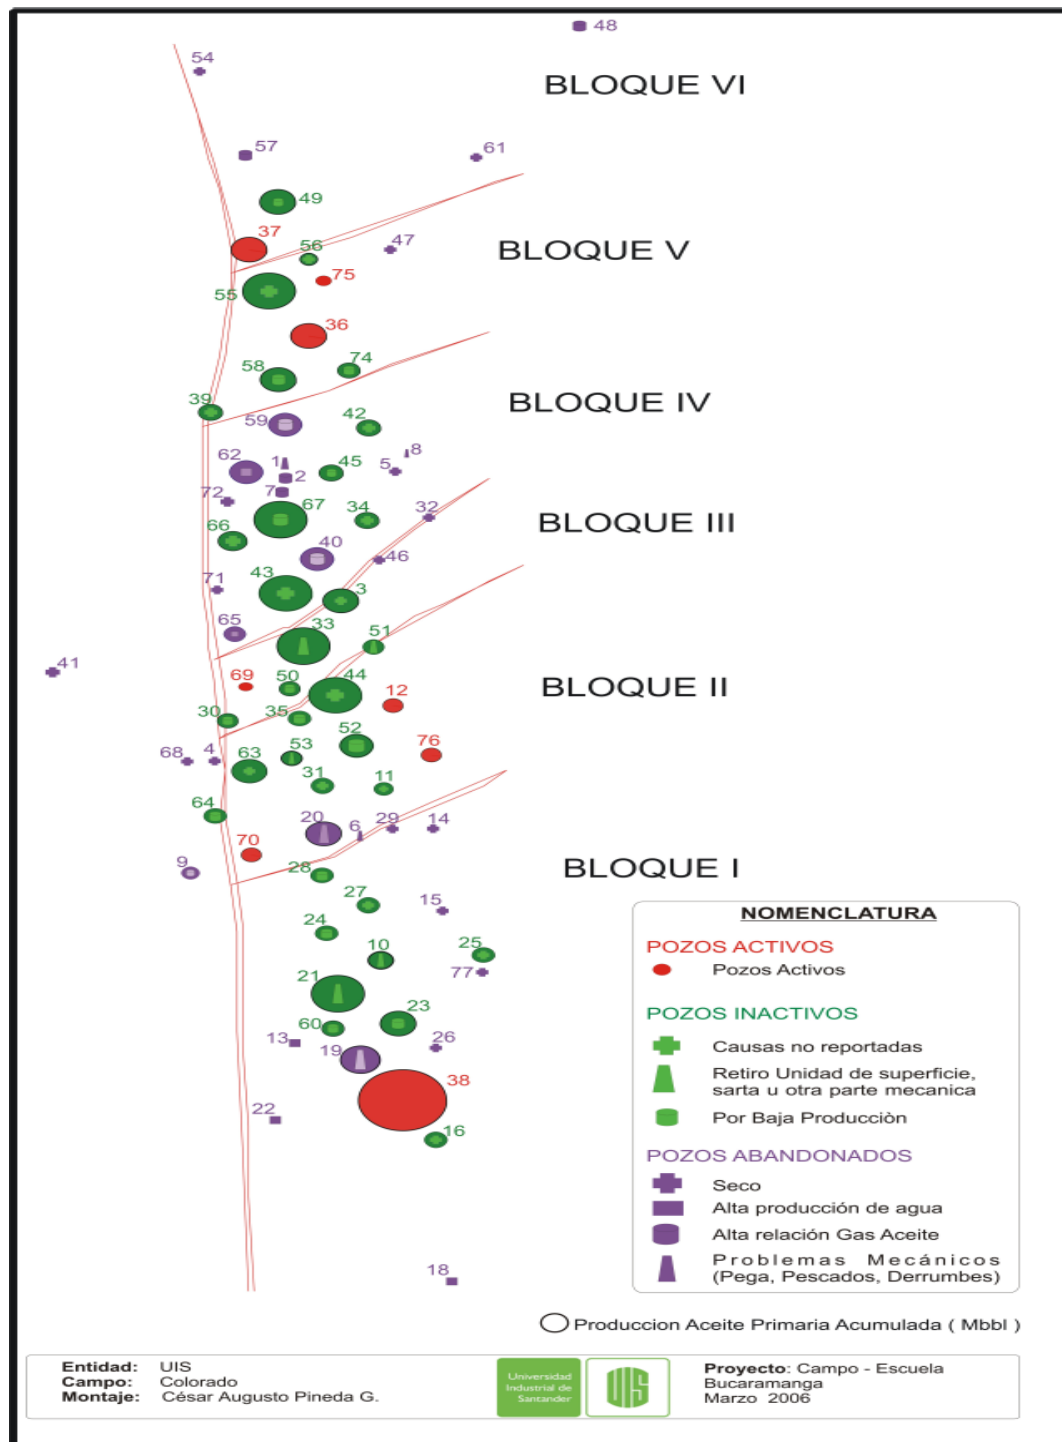 48
54
BLOQUE VI
57
61
49
37
56
47
BLOQUE V
75
55
36
58
74
39
BLOQUE IV
59
42
62
1
45
5
8
2
72
7
67
34
32
BLOQUE III
66
40
46
71
43
3
65
33
51
41
69
50
44
12
BLOQUE II
30
35
52
76
68
4
63
53
31
11
64
20
6
29
14
70
9
28
BLOQUE I
27
15
24
10
25
77
21
23
60
13
19
26
38
22
16
18
NOMENCLATURA
POZOS ACTIVOS
Pozos Activos
POZOS INACTIVOS
Causas no reportadas
Retiro Unidad de superficie,
sarta u otra parte mecanica
Por Baja Producciòn
POZOS ABANDONADOS
Seco
Alta producción de agua
Alta relación Gas Aceite
Problemas Mecánicos
(Pega, Pescados, Derrumbes)
Produccion Aceite Primaria Acumulada ( Mbbl )
Entidad: UIS
Campo: Colorado
Montaje: César Augusto Pineda G.
Universidad
Industrial de
Santander
UIS
Proyecto: Campo - Escuela
Bucaramanga
Marzo 2006